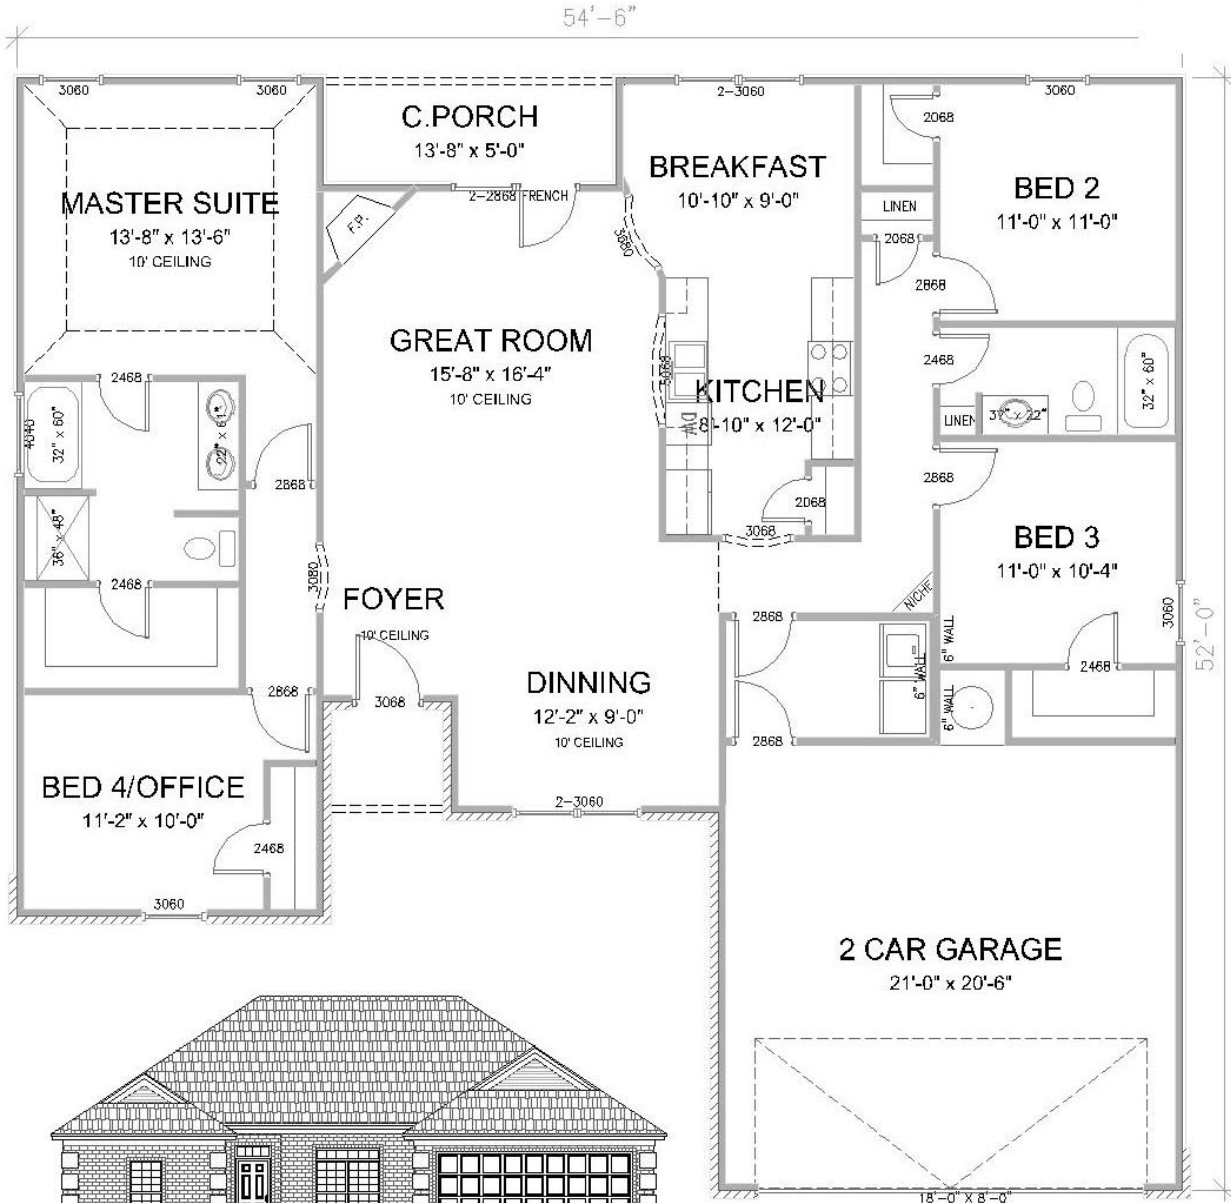 54'-6"
3060
3060
2-3060
3060
C.PORCH
13'-8" x 5'-0"
2068
BREAKFAST
10'-10" x 9'-0"
BED 2
11'-0" x 11'-0"
MASTER SUITE
13'-8" x 13'-6"
10' CEILING
2-2868 FRENCH
F.P.
3680
LINEN
2068
2868
GREAT ROOM
15'-8" x 16'-4"
10' CEILING
2468
2468
32" x 60"
KITCHEN
8'-10" x 12'-0"
DW
LINEN
32" x 60"
4040
2868
2868
2068
3068
36" x 48"
BED 3
11'-0" x 10'-4"
2468
3080
FOYER
10' CEILING
NICHE
3060
52'-0"
2868
6" WALL
6" WALL
6" WALL
2468
DINNING
12'-2" x 9'-0"
10' CEILING
2868
3068
2868
BED 4/OFFICE
11'-2" x 10'-0"
2-3060
2468
3060
2 CAR GARAGE
21'-0" x 20'-6"
18'-0" X 8'-0"